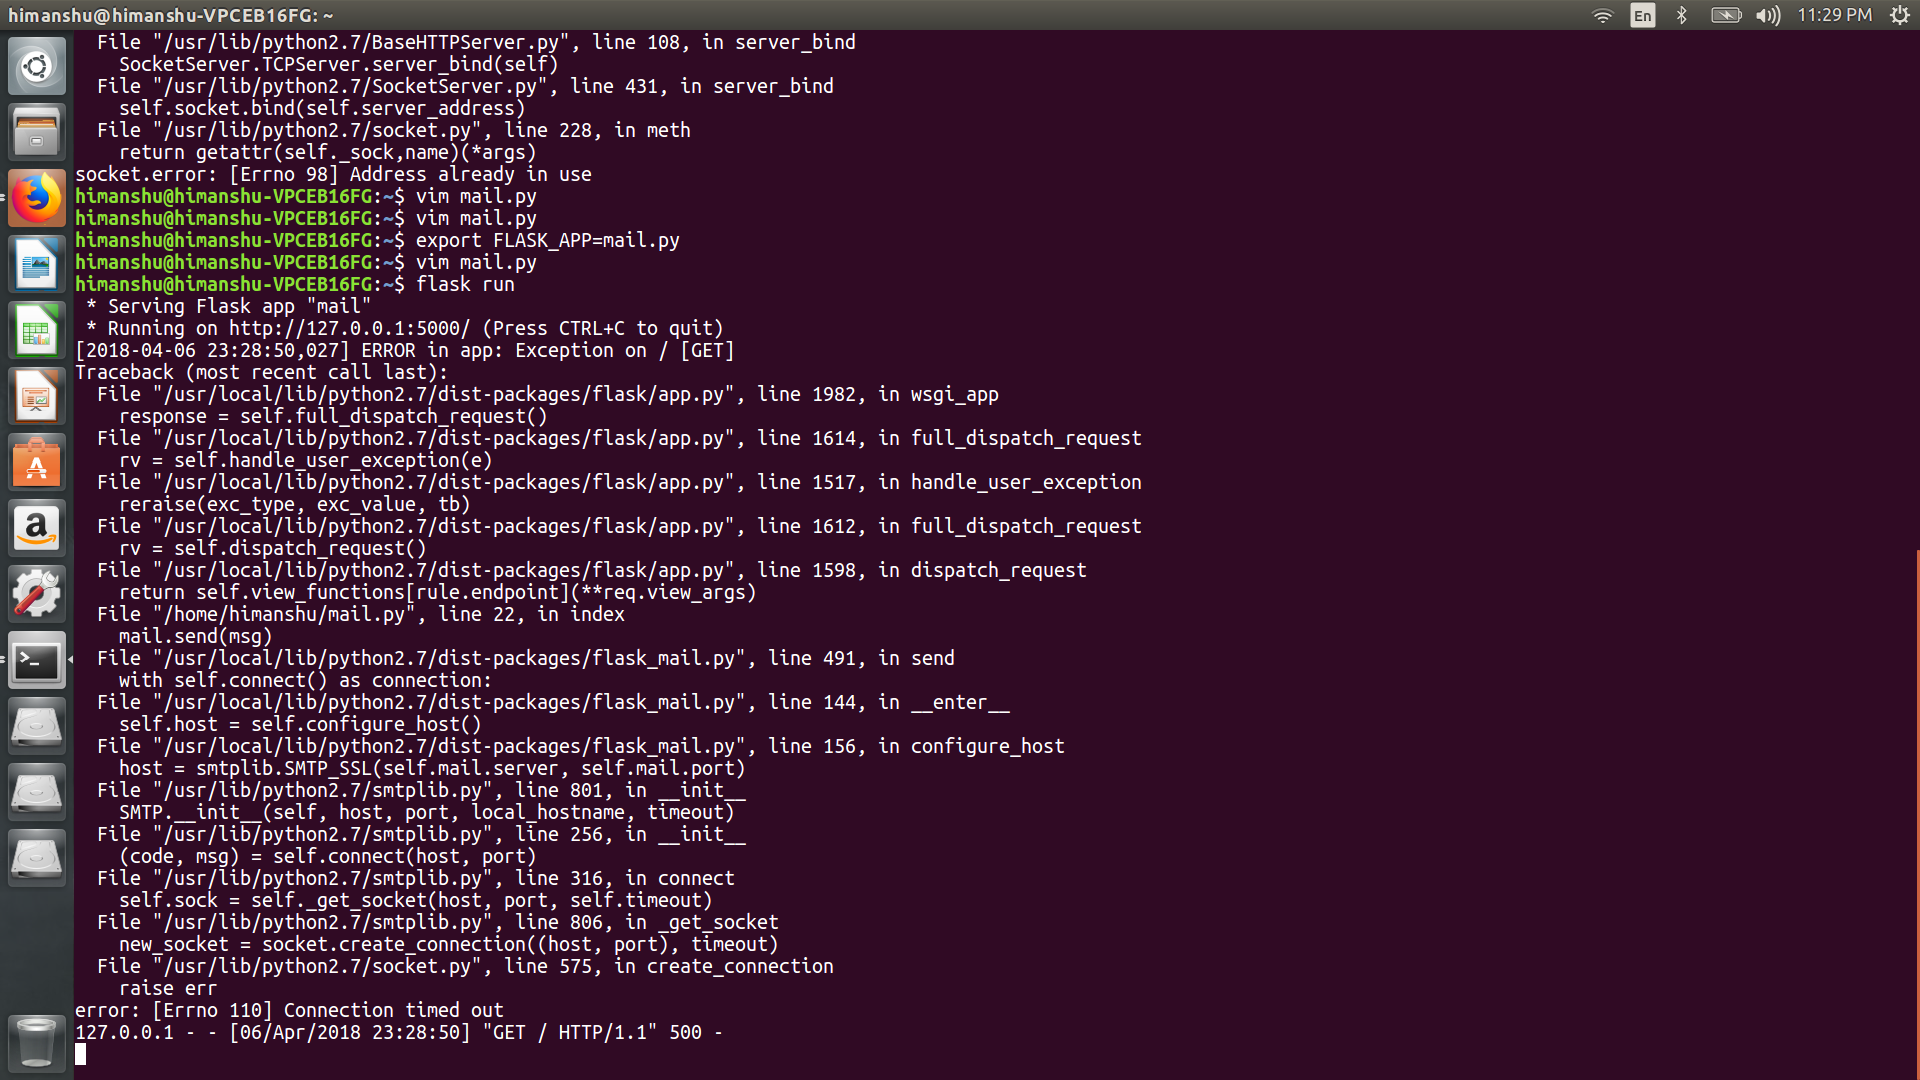 himanshu@himanshu-VPCEB16FG: ~
En
11:29 PM
  File "/usr/lib/python2.7/BaseHTTPServer.py", line 108, in server_bind
    SocketServer.TCPServer.server_bind(self)
  File "/usr/lib/python2.7/SocketServer.py", line 431, in server_bind
    self.socket.bind(self.server_address)
  File "/usr/lib/python2.7/socket.py", line 228, in meth
    return getattr(self._sock,name)(*args)
socket.error: [Errno 98] Address already in use
himanshu@himanshu-VPCEB16FG:~$ vim mail.py
himanshu@himanshu-VPCEB16FG:~$ vim mail.py
himanshu@himanshu-VPCEB16FG:~$ export FLASK_APP=mail.py
himanshu@himanshu-VPCEB16FG:~$ vim mail.py
himanshu@himanshu-VPCEB16FG:~$ flask run
 * Serving Flask app "mail"
 * Running on http://127.0.0.1:5000/ (Press CTRL+C to quit)
[2018-04-06 23:28:50,027] ERROR in app: Exception on / [GET]
Traceback (most recent call last):
  File "/usr/local/lib/python2.7/dist-packages/flask/app.py", line 1982, in wsgi_app
    response = self.full_dispatch_request()
  File "/usr/local/lib/python2.7/dist-packages/flask/app.py", line 1614, in full_dispatch_request
    rv = self.handle_user_exception(e)
  File "/usr/local/lib/python2.7/dist-packages/flask/app.py", line 1517, in handle_user_exception
    reraise(exc_type, exc_value, tb)
  File "/usr/local/lib/python2.7/dist-packages/flask/app.py", line 1612, in full_dispatch_request
    rv = self.dispatch_request()
  File "/usr/local/lib/python2.7/dist-packages/flask/app.py", line 1598, in dispatch_request
    return self.view_functions[rule.endpoint](**req.view_args)
  File "/home/himanshu/mail.py", line 22, in index
    mail.send(msg)
  File "/usr/local/lib/python2.7/dist-packages/flask_mail.py", line 491, in send
    with self.connect() as connection:
  File "/usr/local/lib/python2.7/dist-packages/flask_mail.py", line 144, in __enter__
    self.host = self.configure_host()
  File "/usr/local/lib/python2.7/dist-packages/flask_mail.py", line 156, in configure_host
    host = smtplib.SMTP_SSL(self.mail.server, self.mail.port)
  File "/usr/lib/python2.7/smtplib.py", line 801, in __init__
    SMTP.__init__(self, host, port, local_hostname, timeout)
  File "/usr/lib/python2.7/smtplib.py", line 256, in __init__
    (code, msg) = self.connect(host, port)
  File "/usr/lib/python2.7/smtplib.py", line 316, in connect
    self.sock = self._get_socket(host, port, self.timeout)
  File "/usr/lib/python2.7/smtplib.py", line 806, in _get_socket
    new_socket = socket.create_connection((host, port), timeout)
  File "/usr/lib/python2.7/socket.py", line 575, in create_connection
    raise err
error: [Errno 110] Connection timed out
127.0.0.1 - - [06/Apr/2018 23:28:50] "GET / HTTP/1.1" 500 -